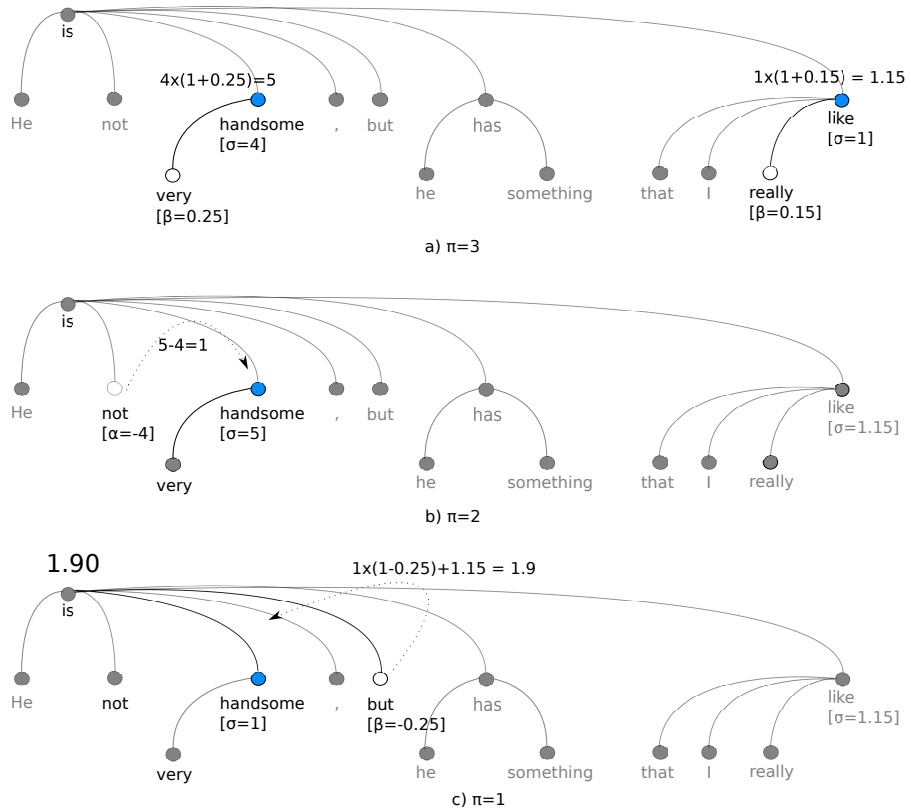 is
4x(1+0.25)=5
1x(1+0.15) = 1.15
He not handsome , but has like
[σ=4] [σ=1]
very he something that I really
[β=0.25] [β=0.15]
a) π=3
is
5-4=1
He not handsome , but has like
[α=-4] [σ=5] [σ=1.15]
very he something that I really
b) π=2
1.90
1x(1-0.25)+1.15 = 1.9
is
He not handsome , but has like
[σ=1] [β=-0.25] [σ=1.15]
very he something that I really
c) π=1